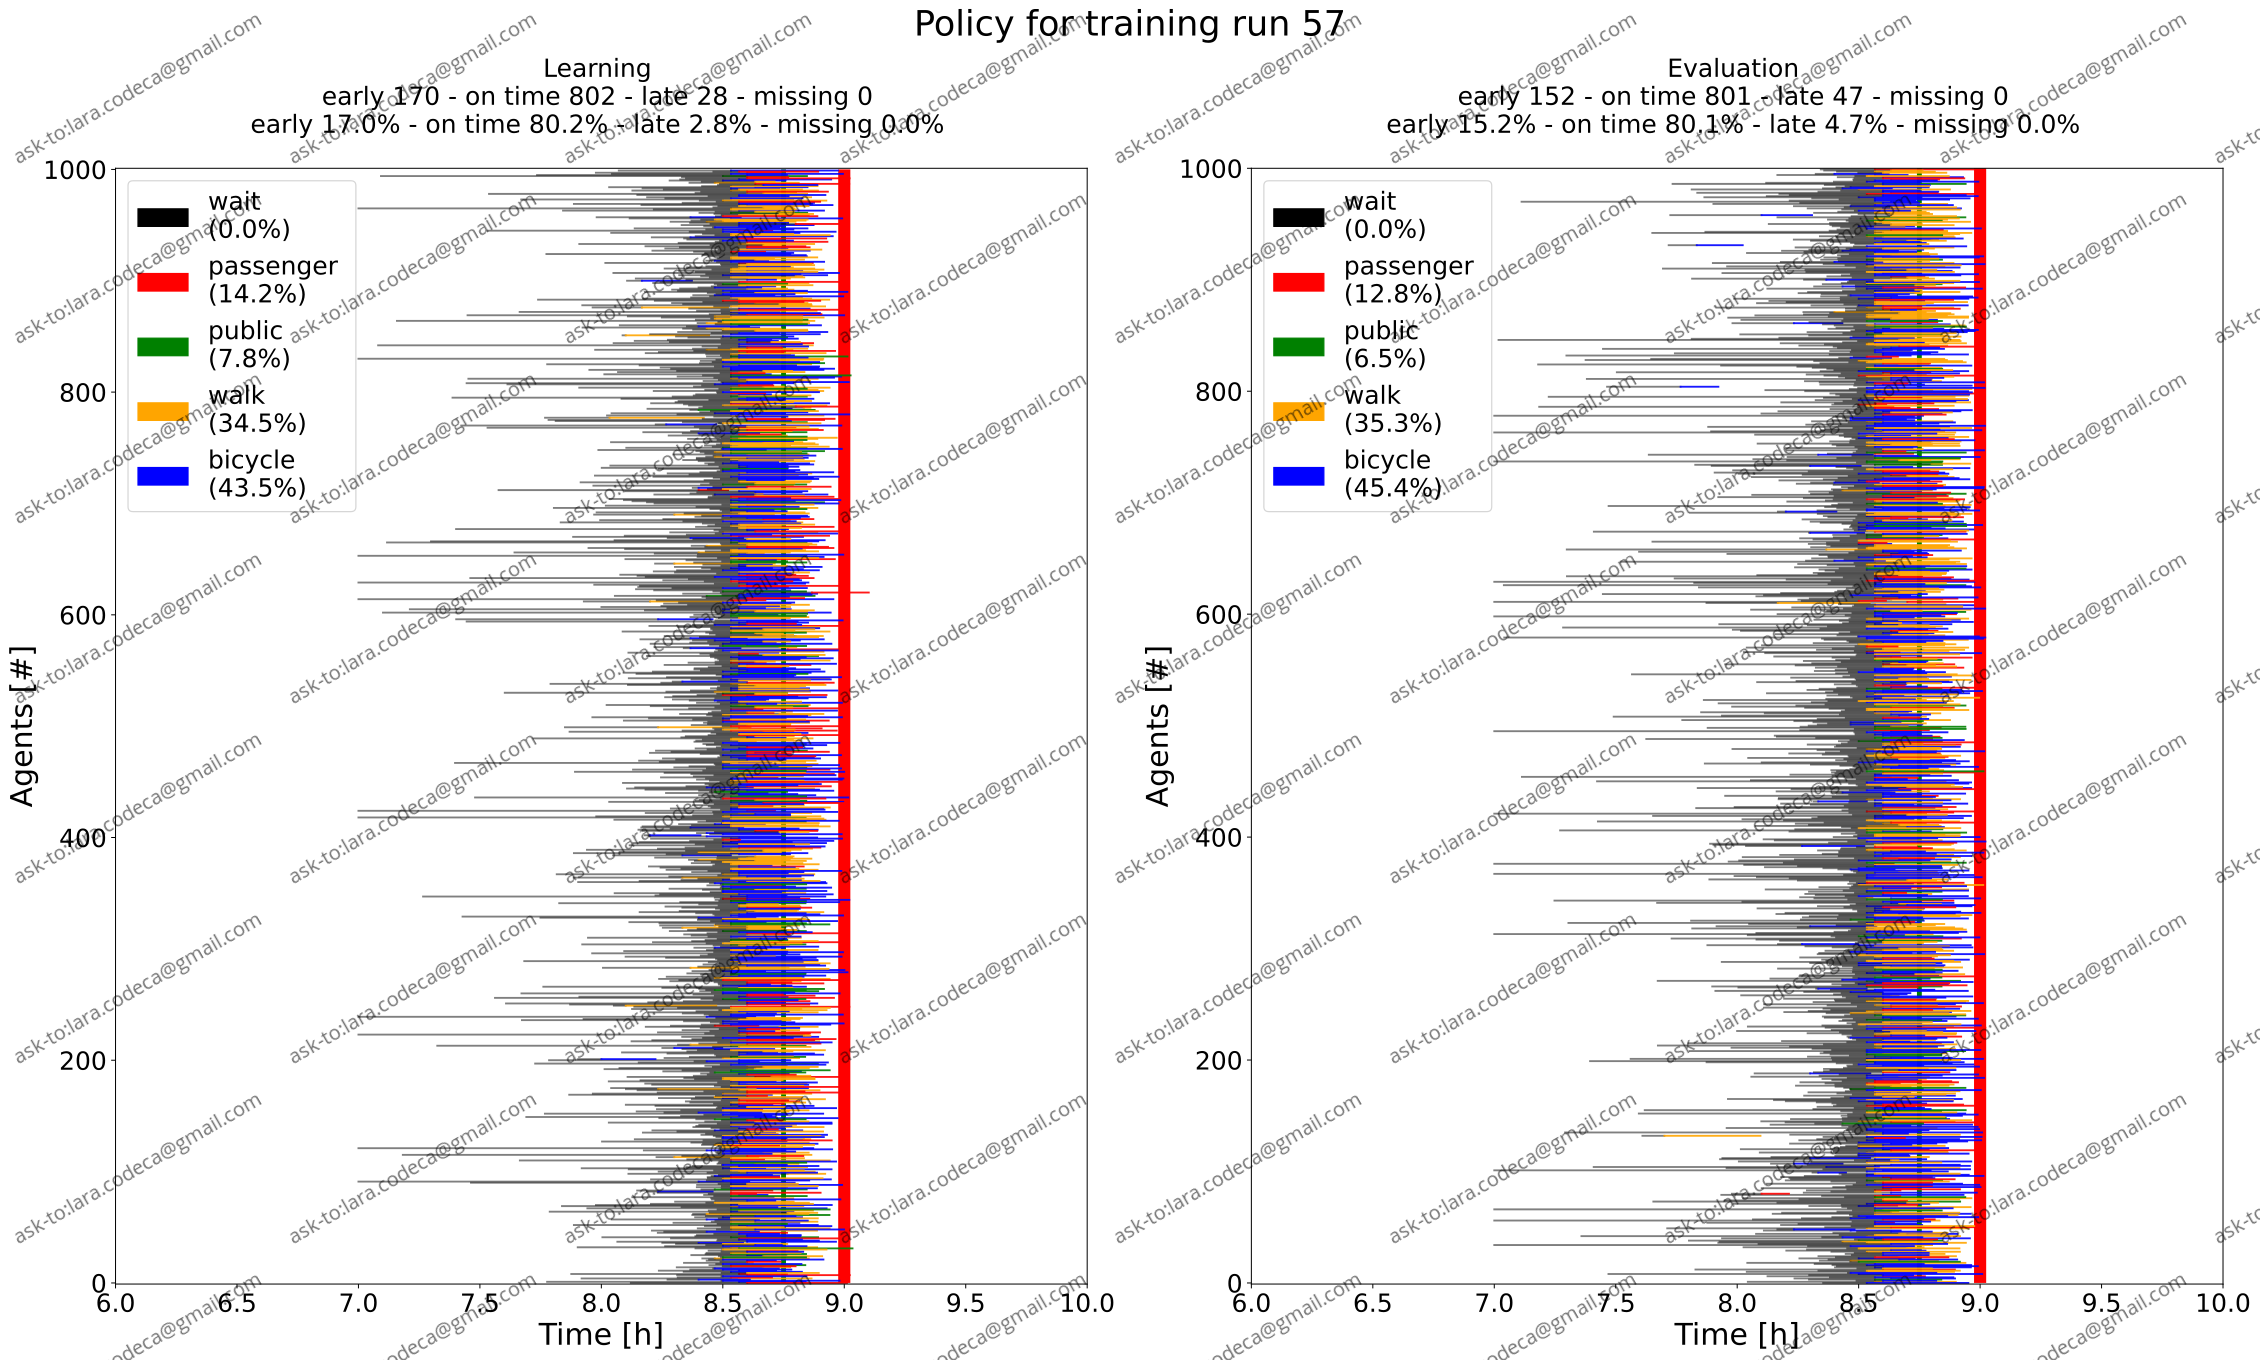 Policy for training run 57
Learning
early 170 - on time 802 - late 28 - missing 0
early 17.0% - on time 80.2% - late 2.8% - missing 0.0%
1000
800
600
400
200
0
Agents [#]
wait
(0.0%)
passenger
(14.2%)
public
(7.8%)
walk
(34.5%)
bicycle
(43.5%)
6.0 6.5 7.0 7.5 8.0 8.5 9.0 9.5 10.0
Time [h]
Evaluation
early 152 - on time 801 - late 47 - missing 0
early 15.2% - on time 80.1% - late 4.7% - missing 0.0%
1000
800
600
400
200
0
Agents [#]
wait
(0.0%)
passenger
(12.8%)
public
(6.5%)
walk
(35.3%)
bicycle
(45.4%)
6.0 6.5 7.0 7.5 8.0 8.5 9.0 9.5 10.0
Time [h]
ask-to:lara.codeca@gmail.com